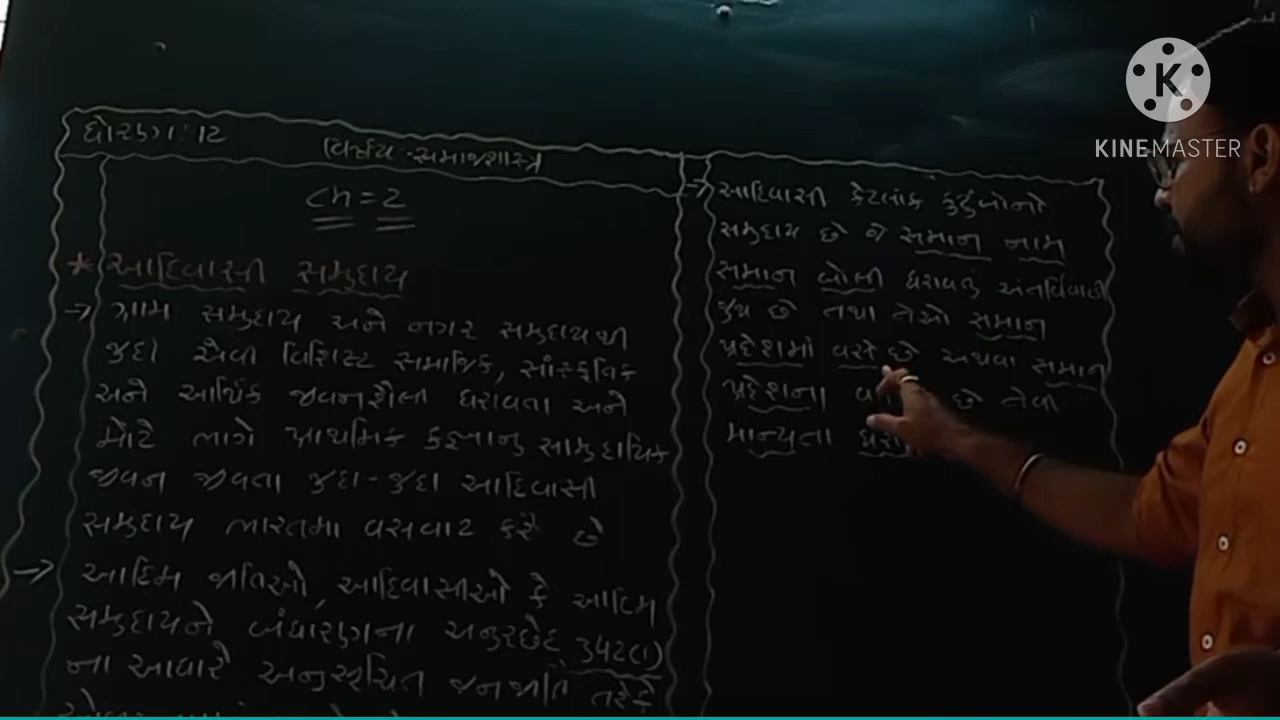 ધોરણઃ 12
વિષય - સમાજશાસ્ત્ર
Ch = 2
* આદિવાસી સમુદાય
→ ગ્રામ સમુદાય અને નગર સમુદાયથી
જુદા એવી વિશિષ્ટ સામાજિક, સાંસ્કૃતિક
અને આર્થિક જીવનશૈલી ધરાવતા અને
મોટે ભાગે પ્રાથમિક કક્ષાનુ સામુદાયિક
જીવન જીવતા જુદા-જુદા આદિવાસી
સમુદાય ભારતમા વસવાટ કરે છે
→ આદિમ જાતિઓ, આદિવાસીઓ કે આદિમ
સમુદાયને બંધારણના અનુચ્છેદ 342(1)
ના આધારે અનુસૂચિત જનજાતિ તરીકે
→ આદિવાસી કેટલાંક કુટુંબોનો
સમુદાય છે જે સમાન નામ
સમાન બોલી ધરાવતું અંતર્વિવાહી
જુથ છે તથા તેઓ સમાન
પ્રદેશમાં વસે છે અથવા સમાન
પ્રદેશના છે તેવી
માન્યતા
KINEMASTER